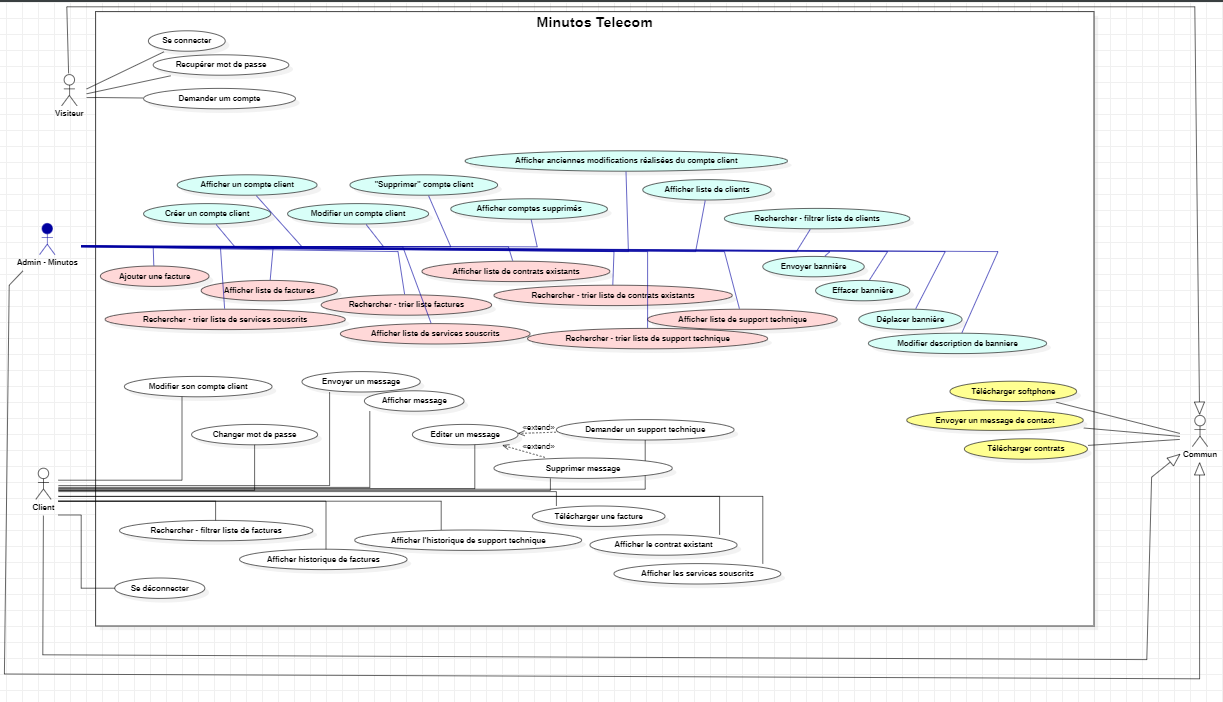 Minutos Telecom
Se connecter
Recupérer mot de passe
Demander um compte
Visiteur
Afficher anciennes modifications réalisées du compte client
Afficher un compte client
"Supprimer" compte client
Afficher liste de clients
Créer un compte client
Modifier un compte client
Afficher comptes supprimés
Rechercher - filtrer liste de clients
Admin - Minutos
Ajouter une facture
Afficher liste de contrats existants
Envoyer bannière
Afficher liste de factures
Rechercher - trier liste de contrats existants
Effacer bannière
Rechercher - trier liste factures
Rechercher - trier liste de services souscrits
Afficher liste de support technique
Déplacer bannière
Afficher liste de services souscrits
Rechercher - trier liste de support technique
Modifier description de banniere
Modifier son compte client
Envoyer un message
Afficher message
Télécharger softphone
Changer mot de passe
Editer un message
«extend»
Demander un support technique
Envoyer un message de contact
«extend»
Télécharger contrats
Commun
Supprimer message
Client
Télécharger une facture
Rechercher - filtrer liste de factures
Afficher l'historique de support technique
Afficher le contrat existant
Afficher historique de factures
Afficher les services souscrits
Se déconnecter